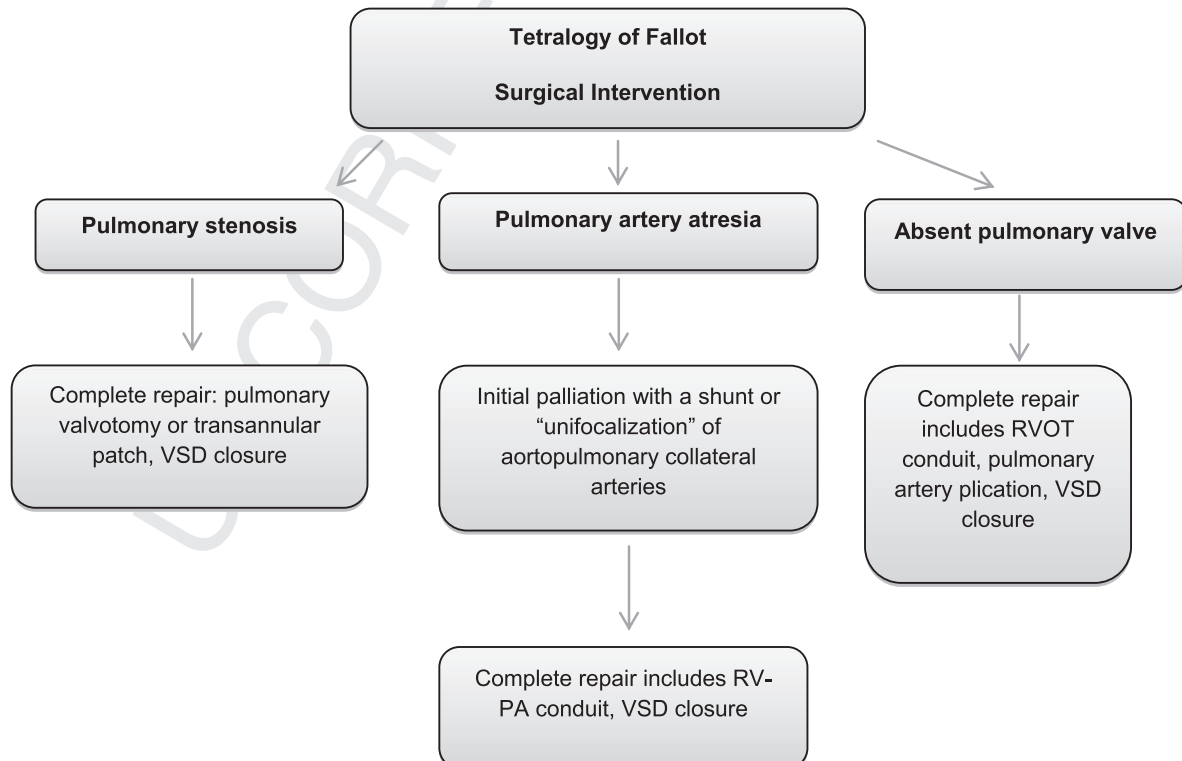 Tetralogy of Fallot
Surgical Intervention
Pulmonary stenosis
Pulmonary artery atresia
Absent pulmonary valve
Complete repair: pulmonary
valvotomy or transannular
patch, VSD closure
Initial palliation with a shunt or
“unifocalization” of
aortopulmonary collateral
arteries
Complete repair
includes RVOT
conduit, pulmonary
artery plication, VSD
closure
Complete repair includes RV-
PA conduit, VSD closure